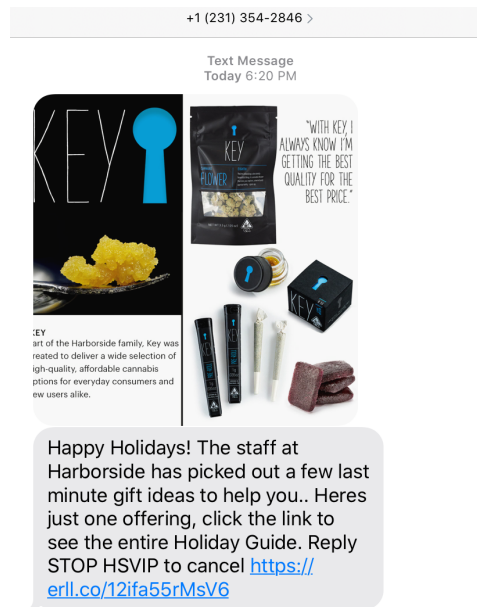 +1 (231) 354-2846 >
Text Message
Today 6:20 PM
KEY
"WITH KEY, I
ALWAYS KNOW I'M
GETTING THE BEST
QUALITY FOR THE
BEST PRICE."
KEY
FLOWER
KEY
KEY
KEY
KEY
art of the Harborside family, Key was
reated to deliver a wide selection of
igh-quality, affordable cannabis
ptions for everyday consumers and
ew users alike.
Happy Holidays! The staff at
Harborside has picked out a few last
minute gift ideas to help you.. Heres
just one offering, click the link to
see the entire Holiday Guide. Reply
STOP HSVIP to cancel https://
erll.co/12ifa55rMsV6